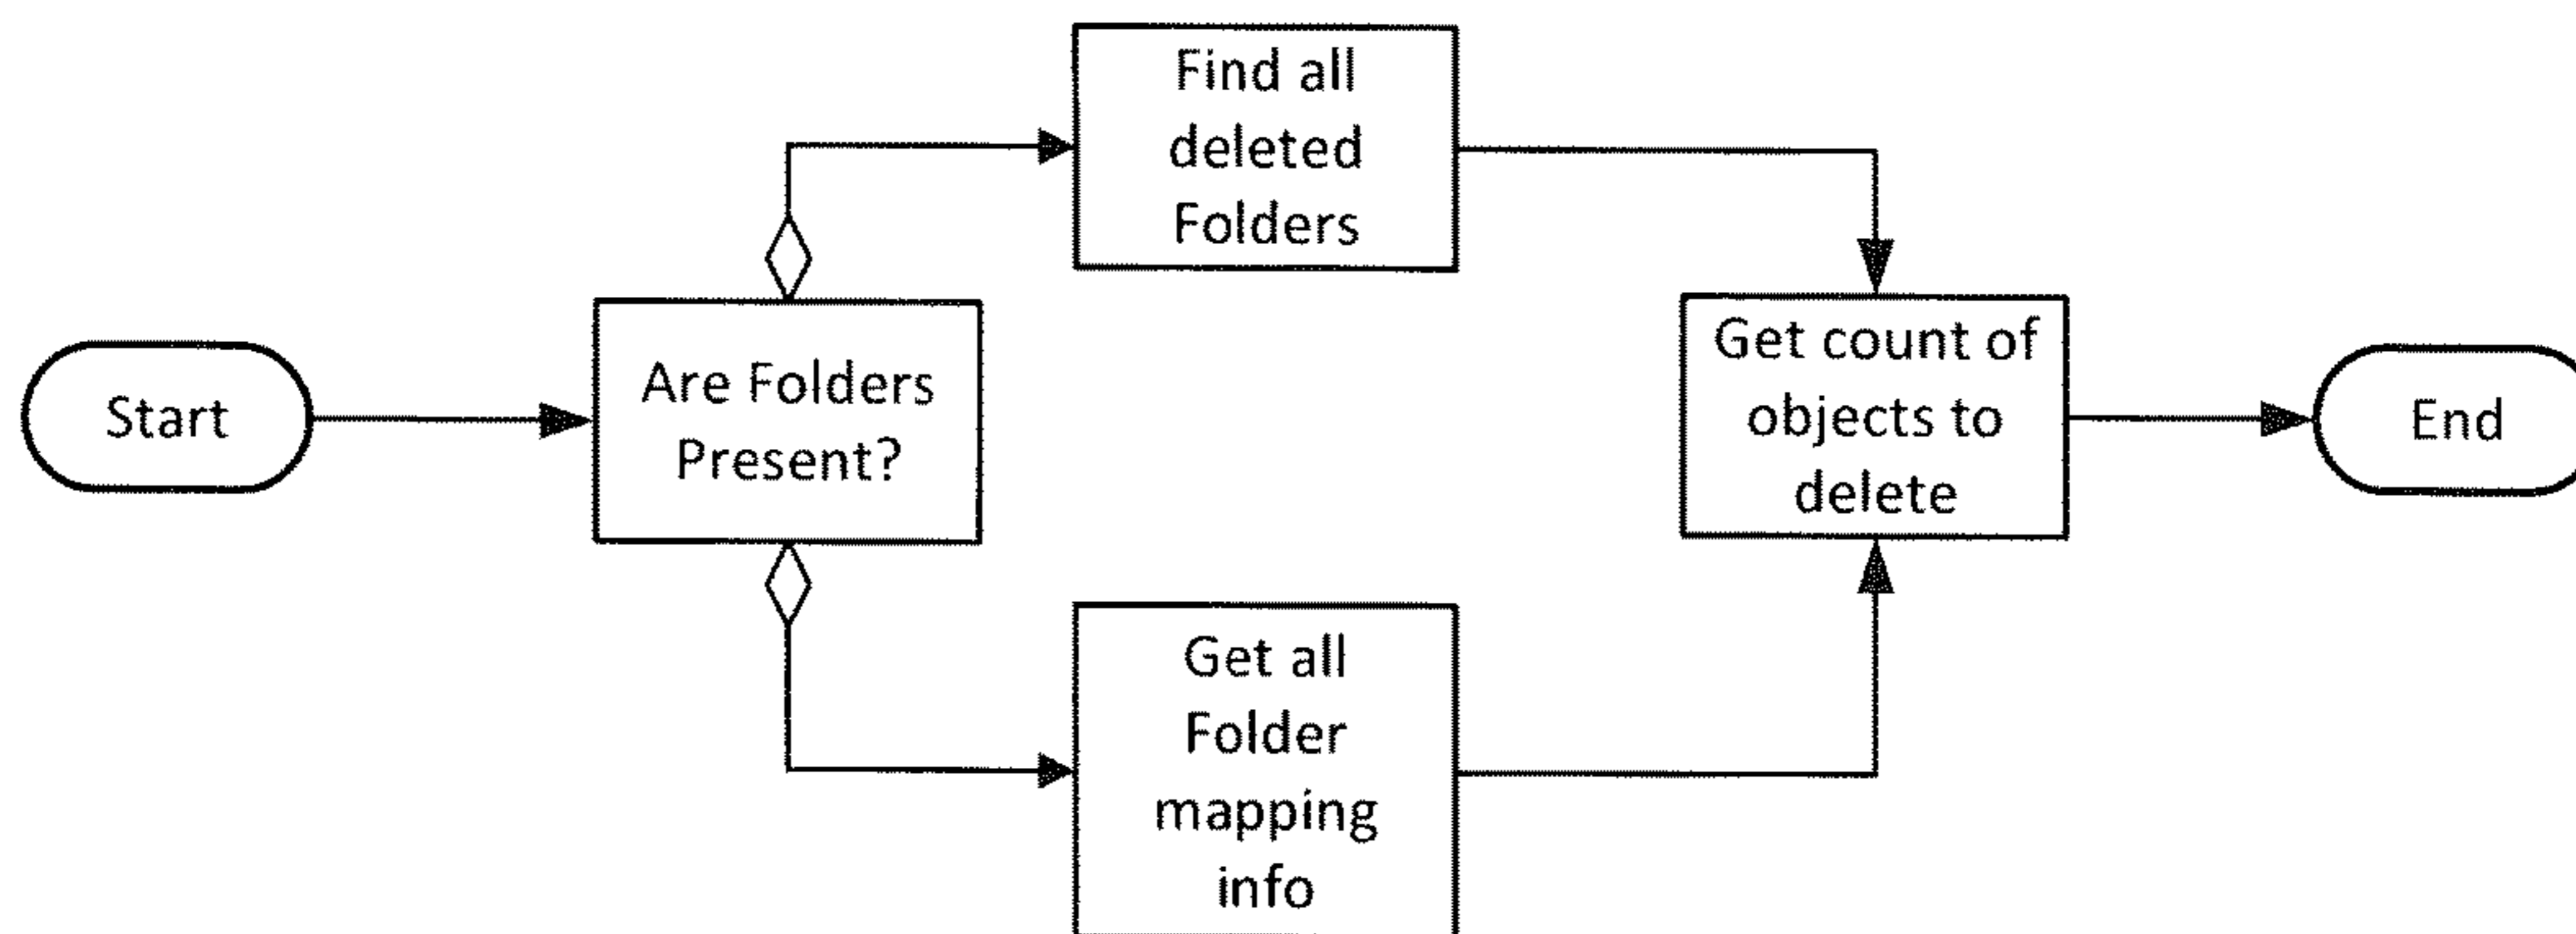 Start
Are Folders
Present?
Find all
deleted
Folders
Get all
Folder
mapping
info
Get count of
objects to
delete
End